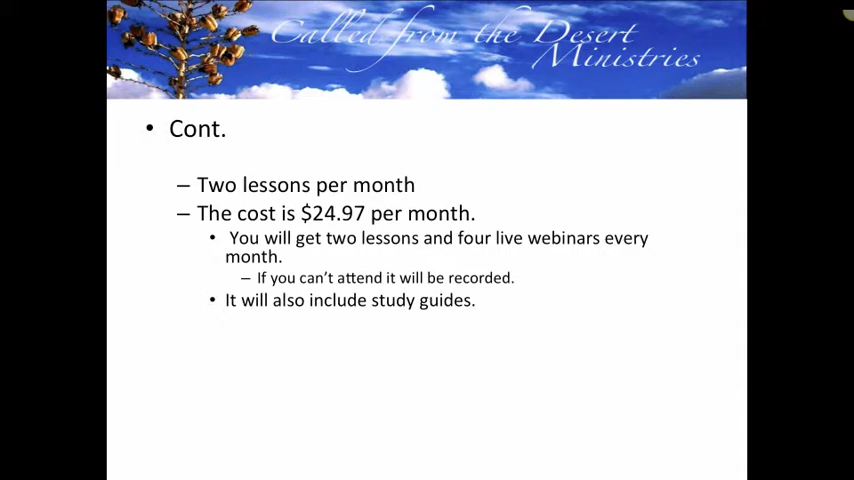 Called from the Desert
Ministries
• Cont.
– Two lessons per month
– The cost is $24.97 per month.
• You will get two lessons and four live webinars every
month.
– If you can't attend it will be recorded.
• It will also include study guides.